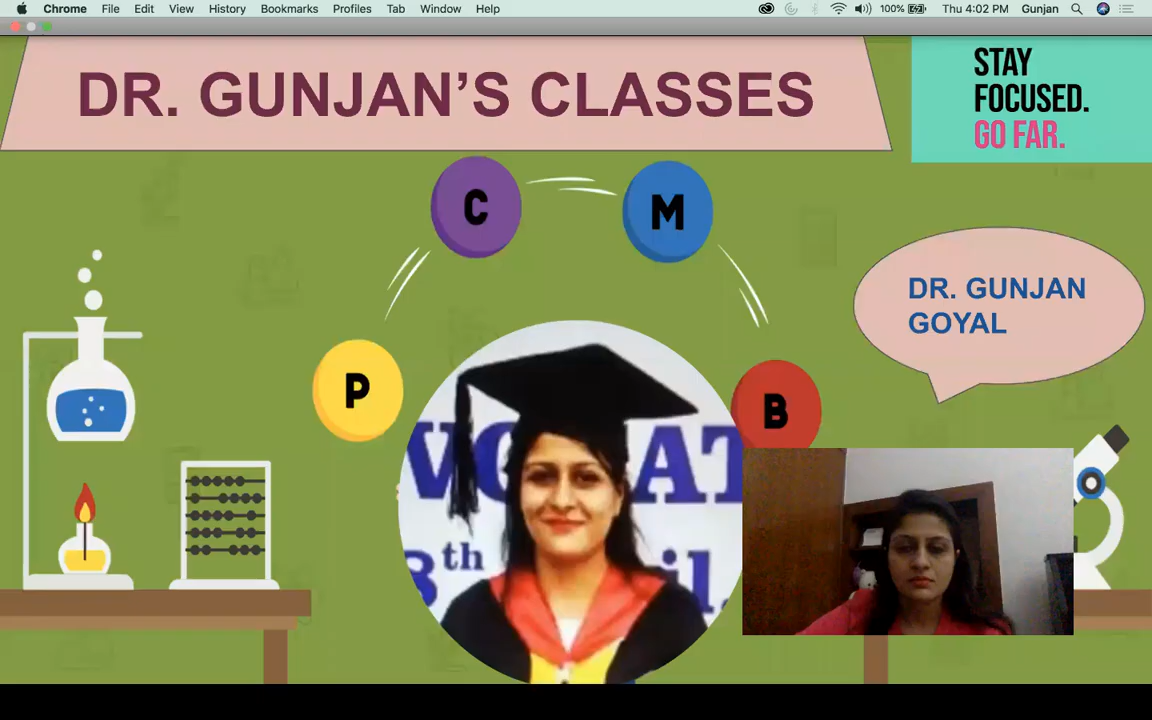 Chrome File Edit View History Bookmarks Profiles Tab Window Help 100% Thu 4:02 PM Gunjan
DR. GUNJAN’S CLASSES
STAY
FOCUSED.
GO FAR.
C
M
DR. GUNJAN
GOYAL
P
B
8th